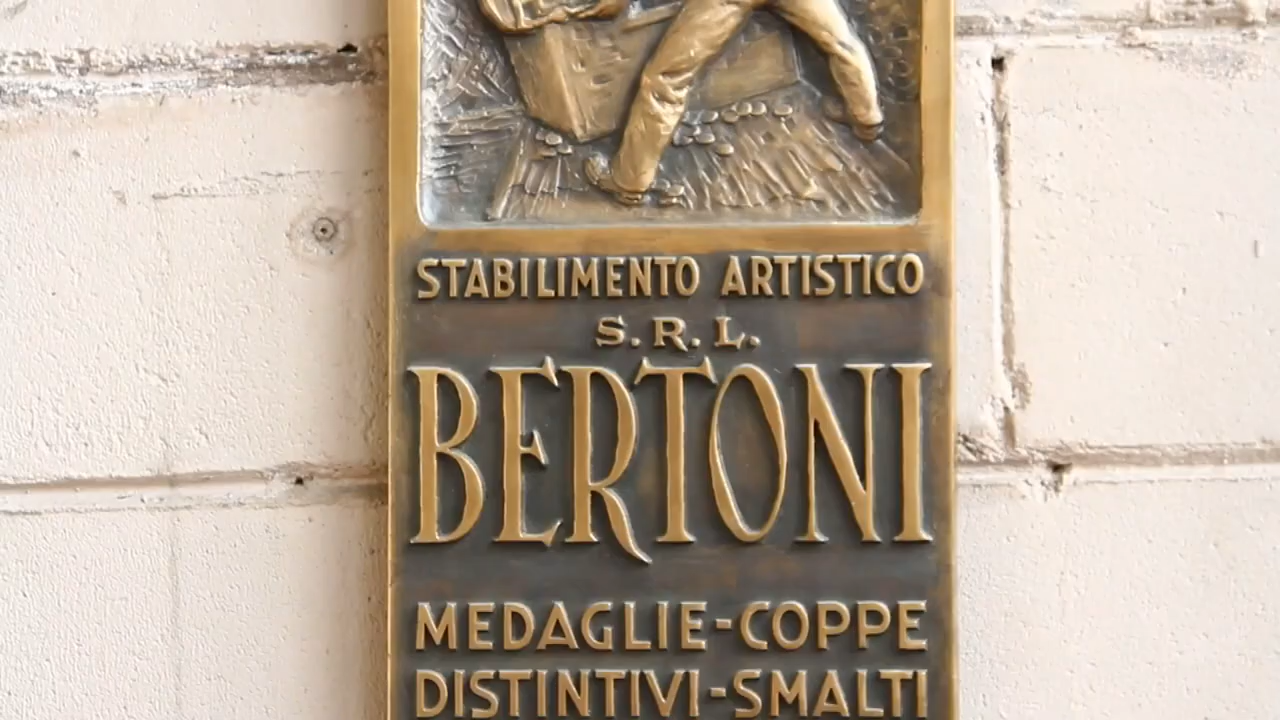 STABILIMENTO ARTISTICO
S.R.L.
BERTONI
MEDAGLIE-COPPE
DISTINTIVI-SMALTI